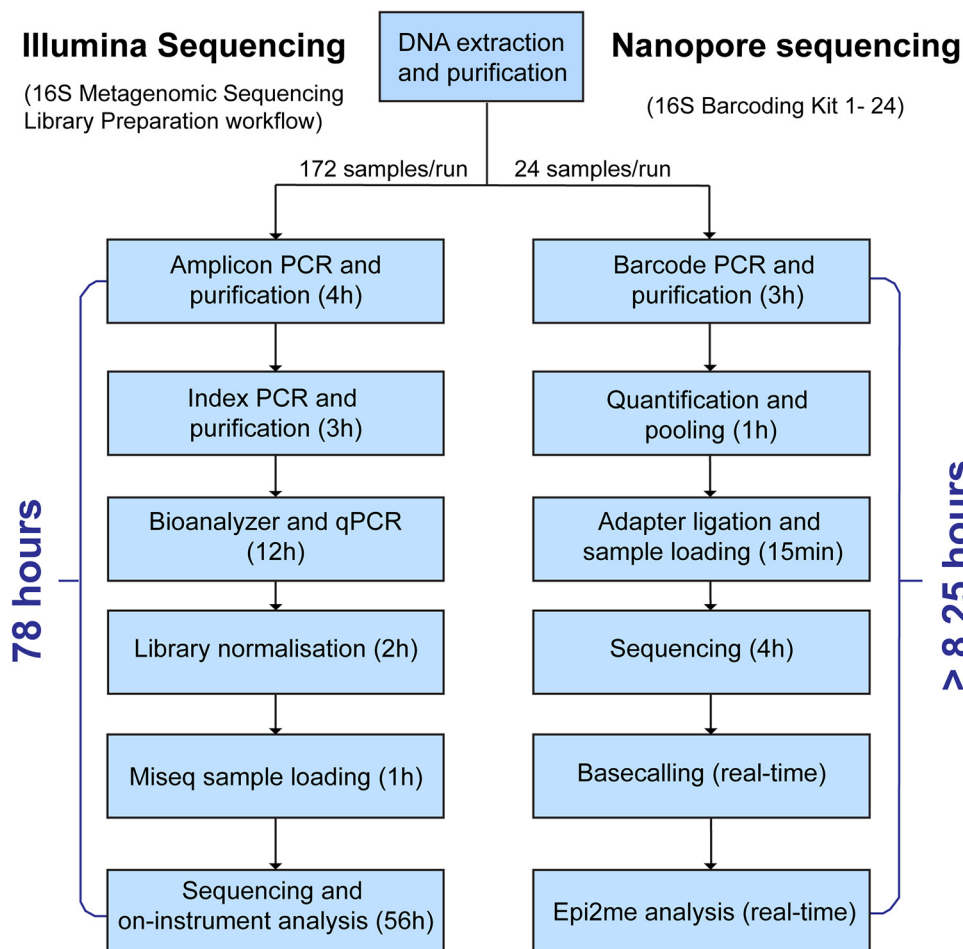 Illumina Sequencing
(16S Metagenomic Sequencing
Library Preparation workflow)
DNA extraction
and purification
Nanopore sequencing
(16S Barcoding Kit 1- 24)
172 samples/run
24 samples/run
Amplicon PCR and
purification (4h)
Index PCR and
purification (3h)
Bioanalyzer and qPCR
(12h)
Library normalisation (2h)
Miseq sample loading (1h)
Sequencing and
on-instrument analysis (56h)
78 hours
Barcode PCR and
purification (3h)
Quantification and
pooling (1h)
Adapter ligation and
sample loading (15min)
Sequencing (4h)
Basecalling (real-time)
Epi2me analysis (real-time)
> 8.25 hours